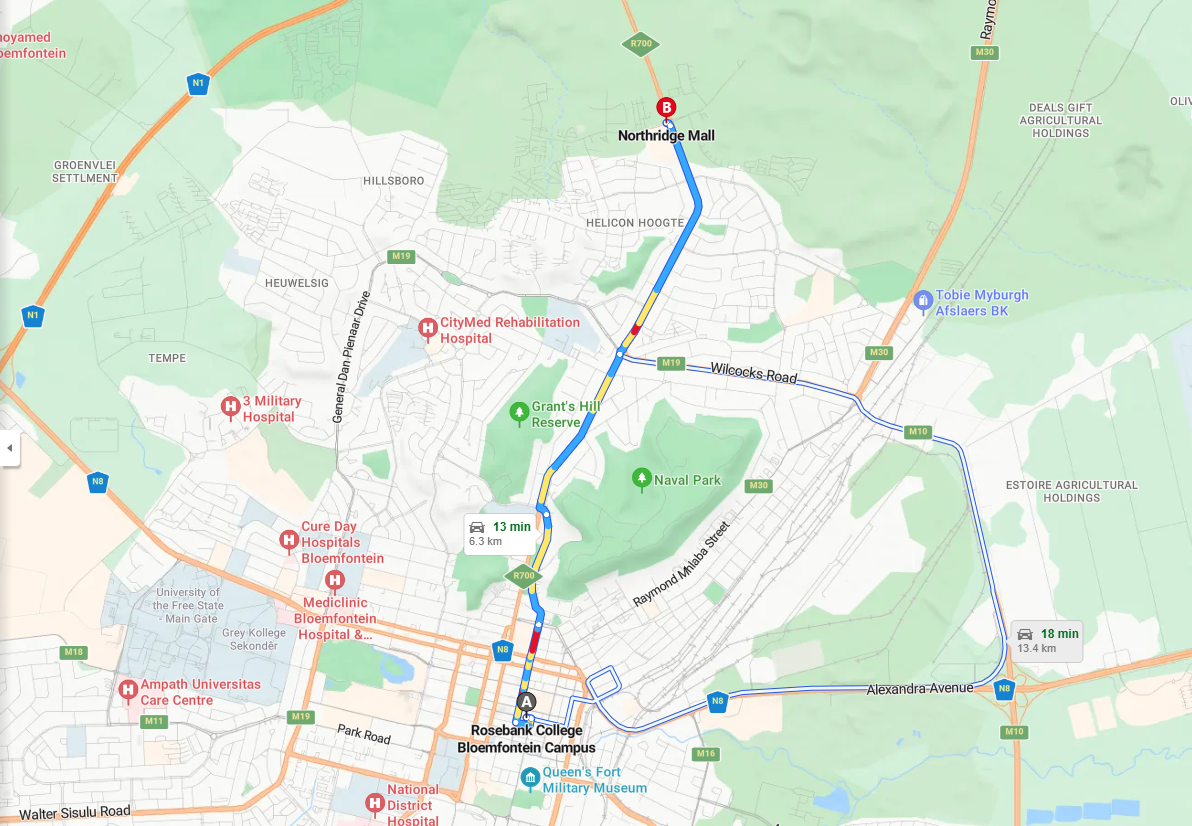 noyamed
oemfontein
R700
Raymo
M30
N1
B
Northridge Mall
DEALS GIFT
AGRICULTURAL
HOLDINGS
OLIV
GROENVLEI
SETTLMENT
HILLSBORO
HELICON HOOGTE
M19
HEUWELSIG
General Dan Pienaar Drive
N1
CityMed Rehabilitation
Hospital
Tobie Myburgh
Afslaers BK
TEMPE
M19
Wilcocks Road
M30
3 Military
Hospital
Grant's Hill
Reserve
M10
N8
Naval Park
M30
ESTOIRE AGRICULTURAL
HOLDINGS
13 min
6.3 km
Cure Day
Hospitals
Bloemfontein
R700
Raymond Mhlaba Street
Mediclinic
Bloemfontein
Hospital &...
University of
the Free State
- Main Gate
Grey Kollege
Sekondêr
18 min
13.4 km
M18
N8
Ampath Universitas
Care Centre
A
N8
Alexandra Avenue
N8
M11
M19
Park Road
Rosebank College
Bloemfontein Campus
M10
M16
Queen's Fort
Military Museum
National
District
Hospital
Walter Sisulu Road